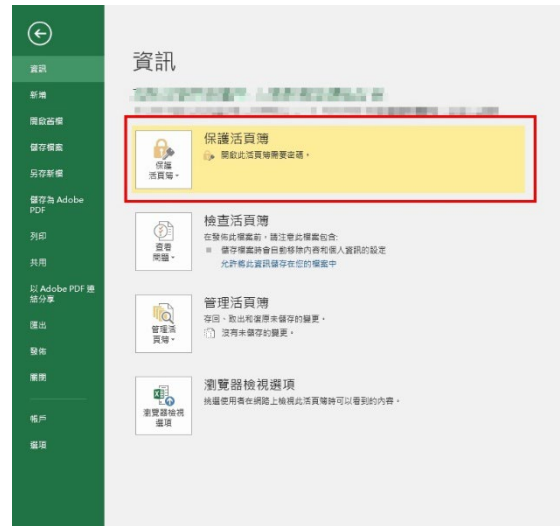 資訊
新增
開啟舊檔
儲存檔案
另存新檔
儲存為 Adobe
PDF
列印
共用
以 Adobe PDF 連
結分享
匯出
發佈
關閉
帳戶
選項
資訊
保護
活頁簿
保護活頁簿
開啟此活頁簿需要密碼。
查看
問題
檢查活頁簿
在發佈此檔案前，請注意此檔案包含:
儲存檔案時會自動移除內容和個人資訊的設定
允許將此資訊儲存在您的檔案中
管理活
頁簿
管理活頁簿
存回、取出和復原未儲存的變更。
沒有未儲存的變更。
瀏覽器檢視
選項
瀏覽器檢視選項
挑選使用者在網路上檢視此活頁簿時可以看到的內容。